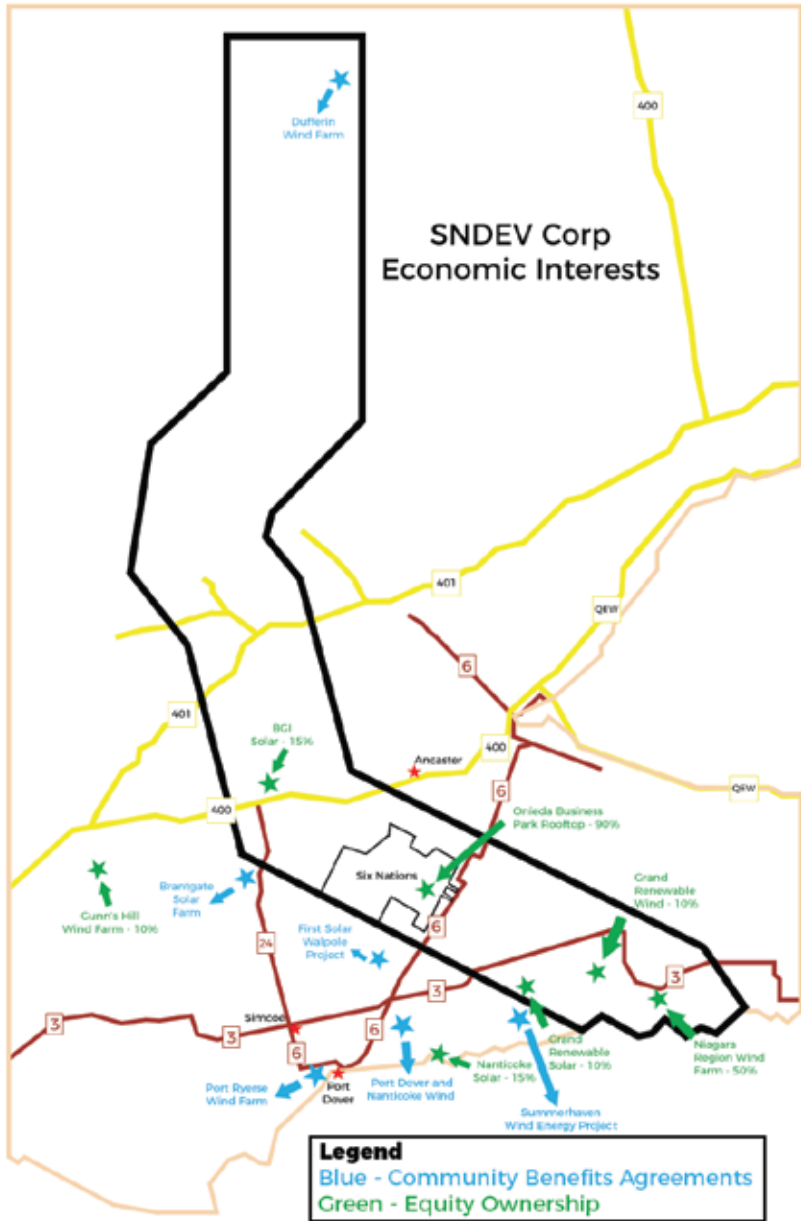 Dufferin
Wind Farm
400
SNDEV Corp
Economic Interests
401
QEW
6
401
BGI
Solar - 15%
Ancaster
400
6
QEW
400
Onieda Business
Park Rooftop - 90%
Six Nations
Grand
Renewable
Wind - 10%
Brantgate
Solar
Farm
Gunn's Hill
Wind Farm - 10%
24
First Solar
Walpole
Project
6
3
3
Simcoe
3
3
6
6
Port Ryerse
Wind Farm
Port
Dover
Port Dover and
Nanticoke Wind
Nanticoke
Solar - 15%
Grand
Renewable
Solar - 10%
Niagara
Region Wind
Farm - 50%
Summerhaven
Wind Energy Project
Legend
Blue - Community Benefits Agreements
Green - Equity Ownership